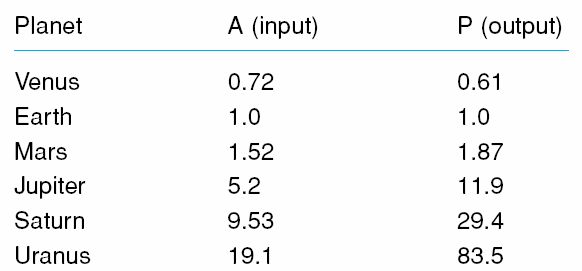 Planet A (input) P (output)
Venus 0.72 0.61
Earth 1.0 1.0
Mars 1.52 1.87
Jupiter 5.2 11.9
Saturn 9.53 29.4
Uranus 19.1 83.5